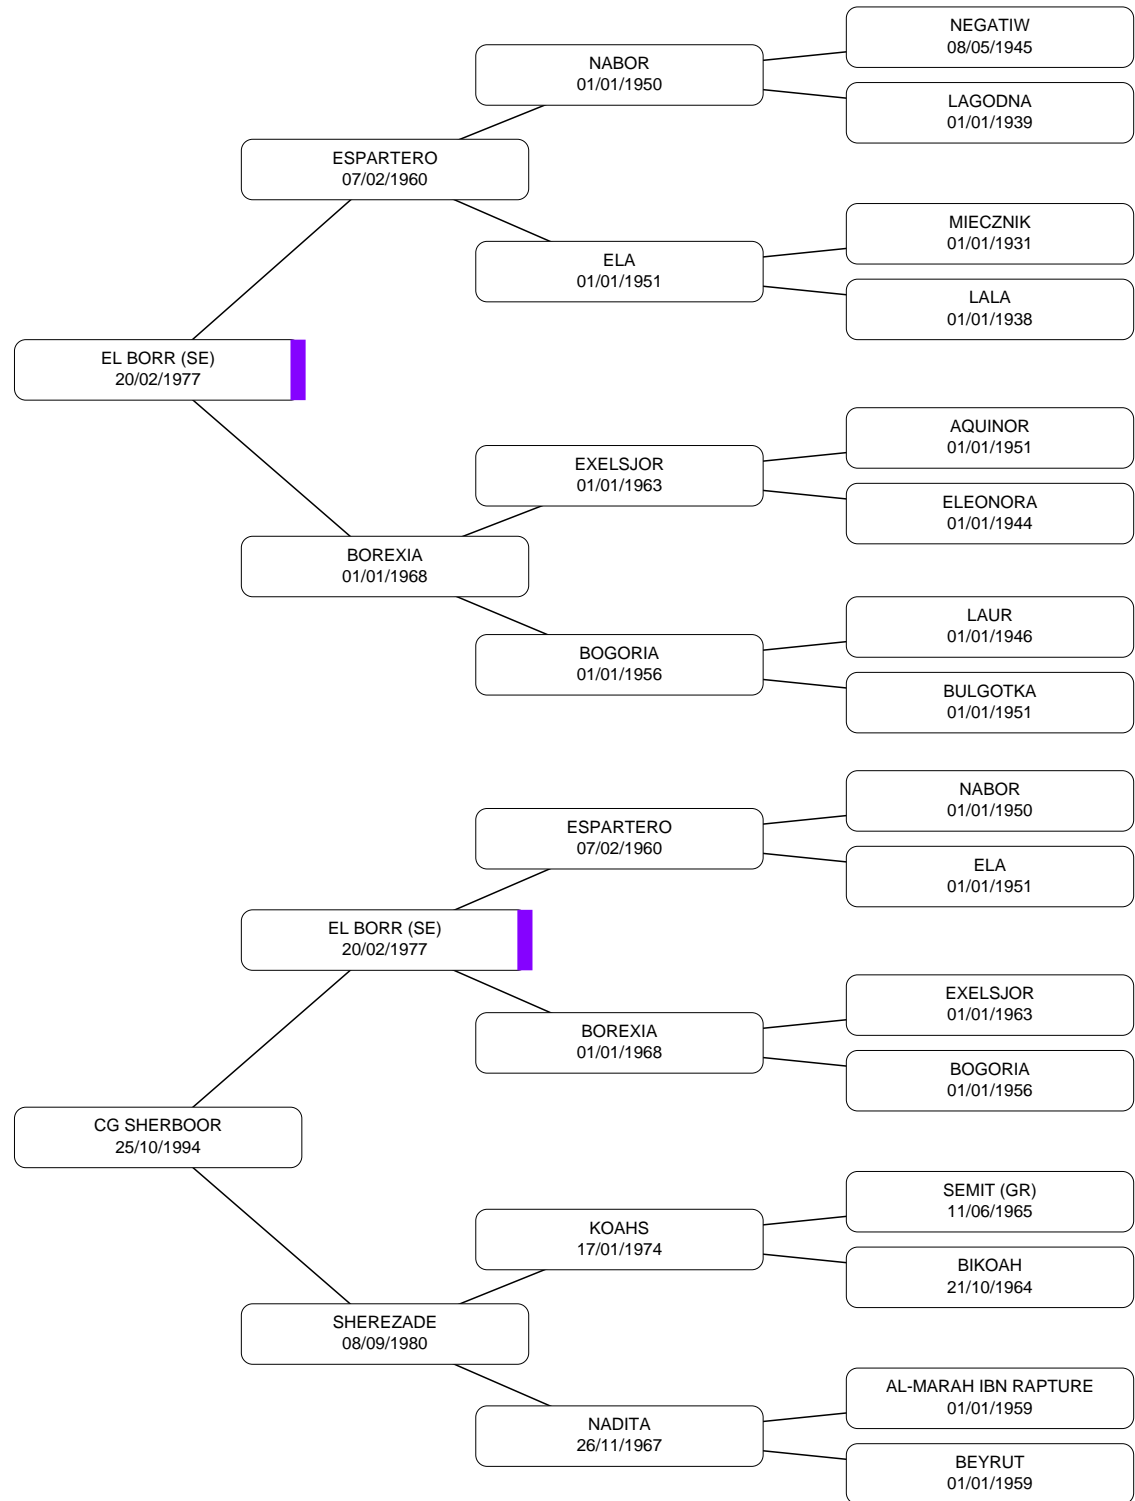 NEGATIW
08/05/1945
NABOR
01/01/1950
LAGODNA
01/01/1939
ESPARTERO
07/02/1960
MIECZNIK
01/01/1931
ELA
01/01/1951
LALA
01/01/1938
EL BORR (SE)
20/02/1977
AQUINOR
01/01/1951
EXELSJOR
01/01/1963
ELEONORA
01/01/1944
BOREXIA
01/01/1968
LAUR
01/01/1946
BOGORIA
01/01/1956
BULGOTKA
01/01/1951
NABOR
01/01/1950
ESPARTERO
07/02/1960
ELA
01/01/1951
EL BORR (SE)
20/02/1977
EXELSJOR
01/01/1963
BOREXIA
01/01/1968
BOGORIA
01/01/1956
CG SHERBOOR
25/10/1994
SEMIT (GR)
11/06/1965
KOAHS
17/01/1974
BIKOAH
21/10/1964
SHEREZADE
08/09/1980
AL-MARAH IBN RAPTURE
01/01/1959
NADITA
26/11/1967
BEYRUT
01/01/1959